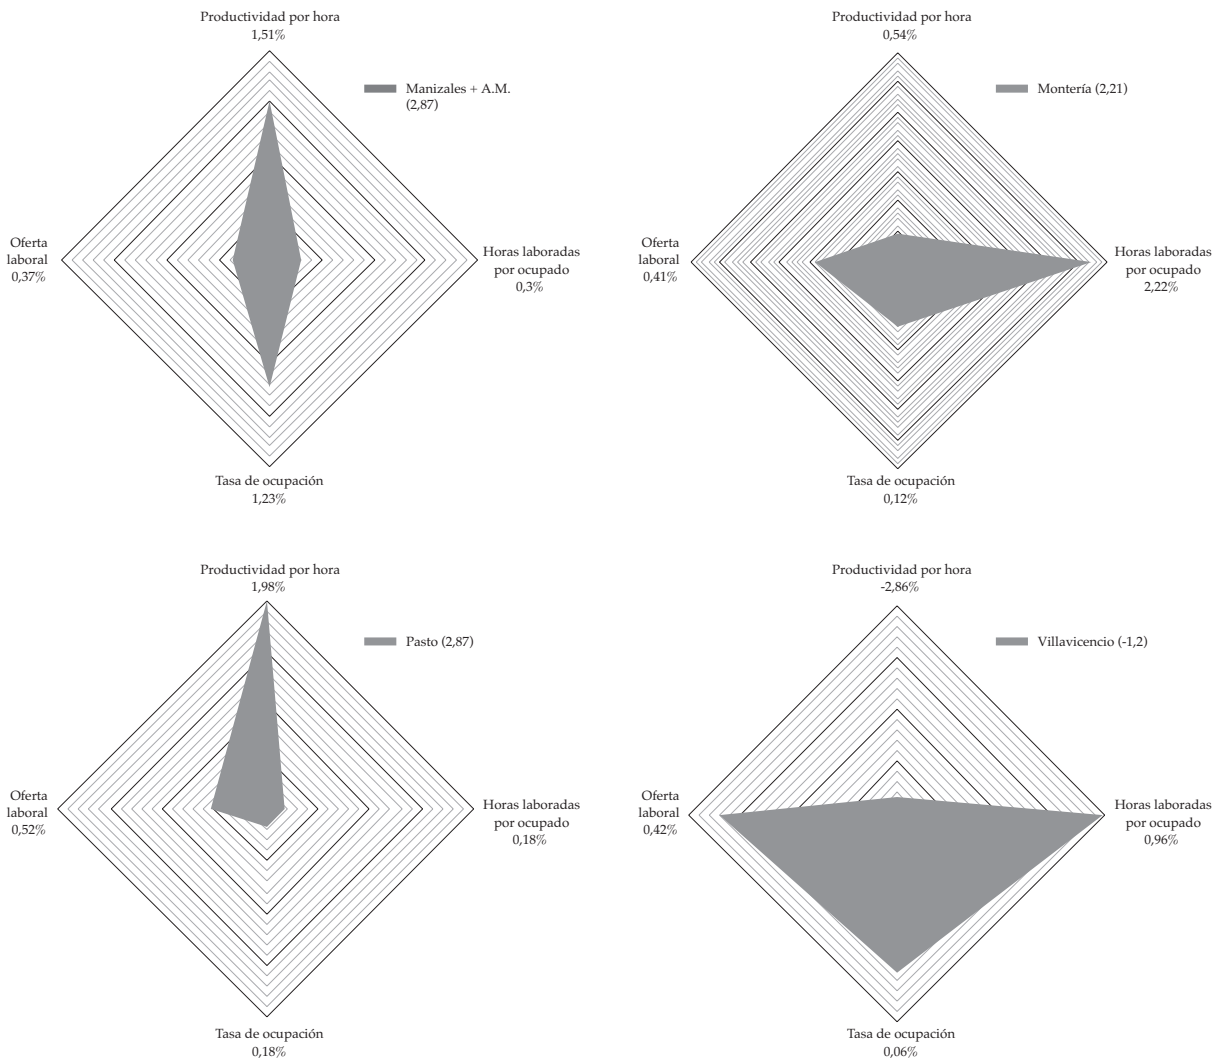 Productividad por hora
1,51%
Manizales + A.M.
(2,87)
Oferta
laboral
0,37%
Horas laboradas
por ocupado
0,3%
Tasa de ocupación
1,23%
Productividad por hora
0,54%
Montería (2,21)
Oferta
laboral
0,41%
Horas laboradas
por ocupado
2,22%
Tasa de ocupación
0,12%
Productividad por hora
1,98%
Pasto (2,87)
Oferta
laboral
0,52%
Horas laboradas
por ocupado
0,18%
Tasa de ocupación
0,18%
Productividad por hora
-2,86%
Villavicencio (-1,2)
Oferta
laboral
0,42%
Horas laboradas
por ocupado
0,96%
Tasa de ocupación
0,06%